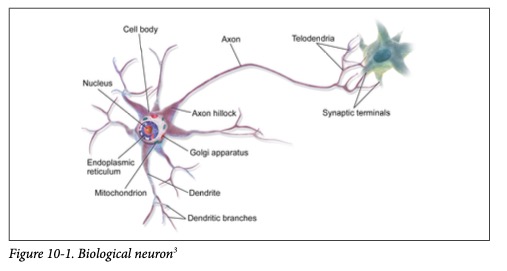 Cell body
Axon
Telodendria
Nucleus
Axon hillock
Synaptic terminals
Golgi apparatus
Endoplasmic
reticulum
Mitochondrion
Dendrite
Dendritic branches
Figure 10-1. Biological neuron³